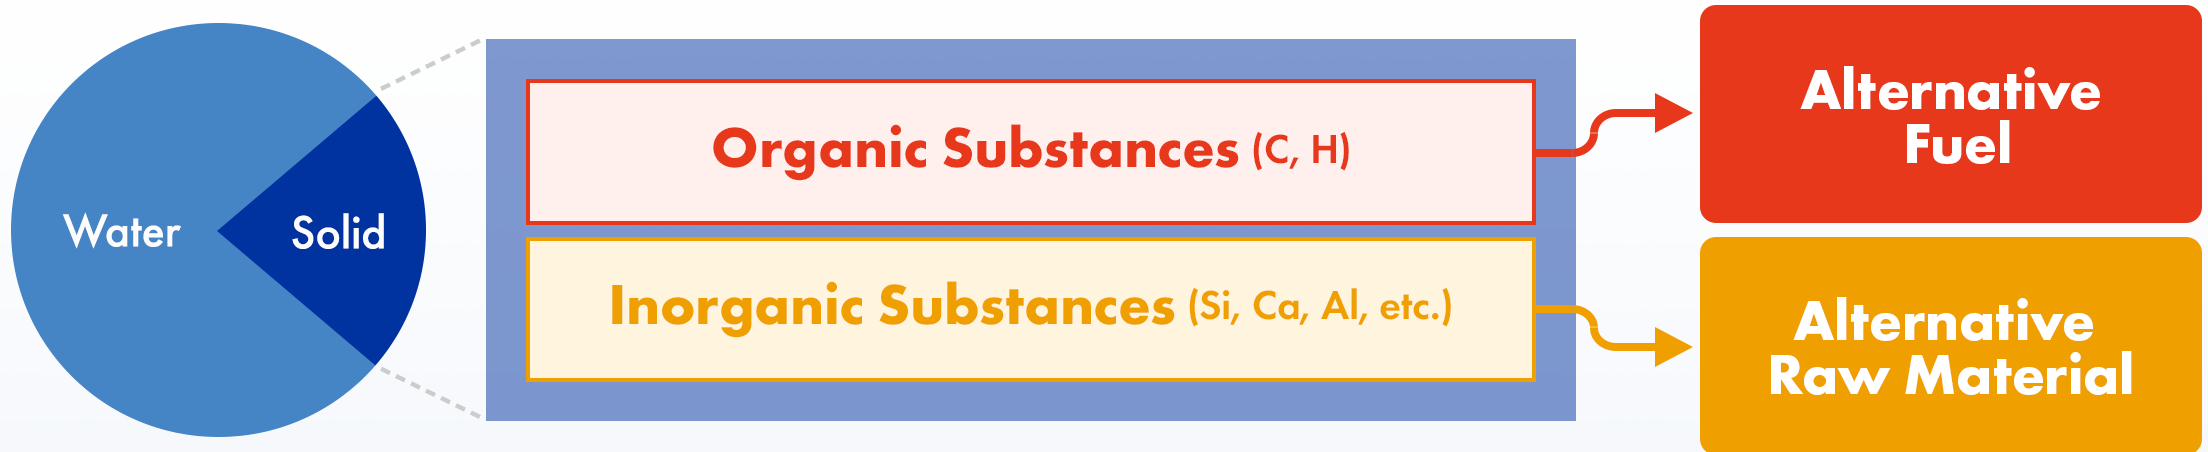 Water
Solid
Organic Substances (C, H)
Inorganic Substances (Si, Ca, Al, etc.)
Alternative
Fuel
Alternative
Raw Material